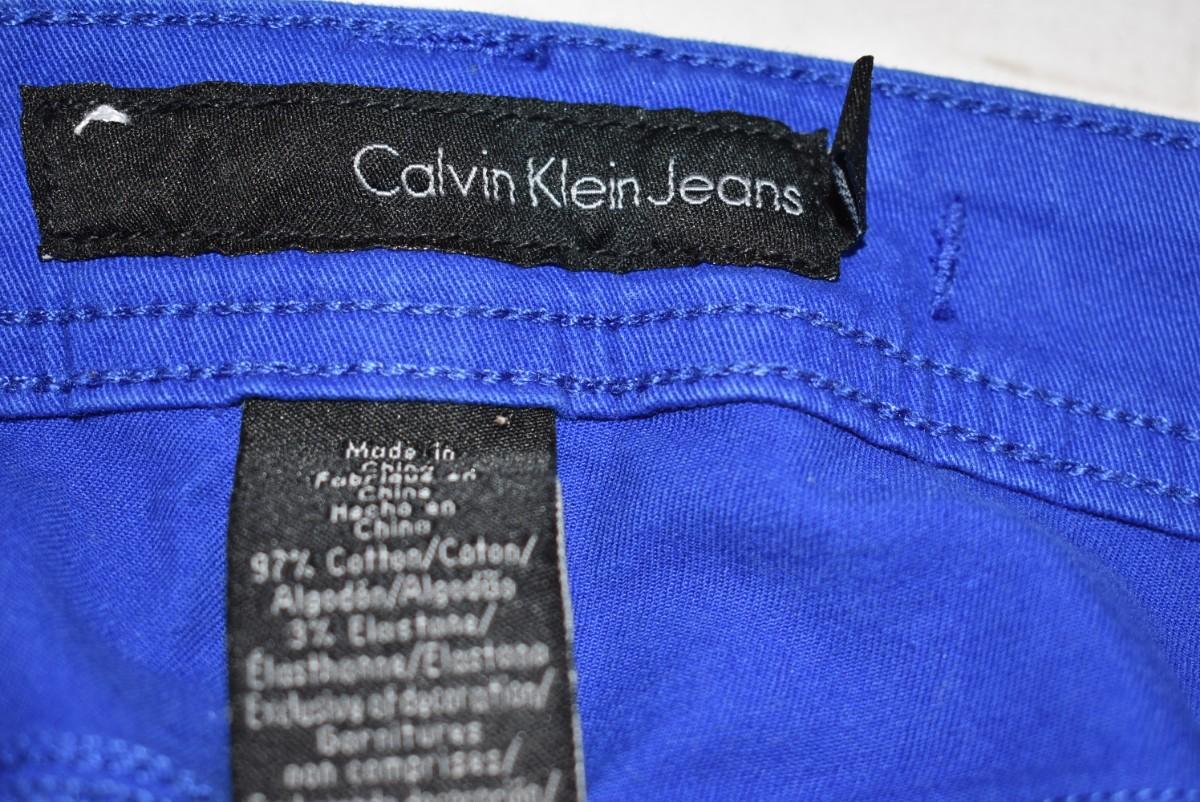 Calvin Klein Jeans
Made in
China
Fabriqué en
China
Hecho en
China
97% Cotton/Coton/
Algodón/Algodão
3% Elastane/
Élasthanne/Elastano
Exclusive of decoration/
Garnitures
non comprises/